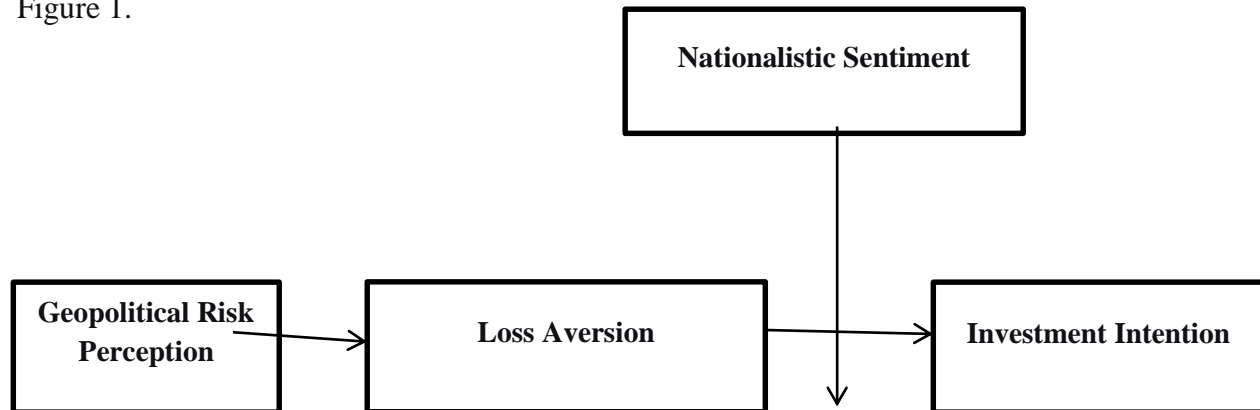 Figure 1.
Nationalistic Sentiment
Geopolitical Risk
Perception
Loss Aversion
Investment Intention